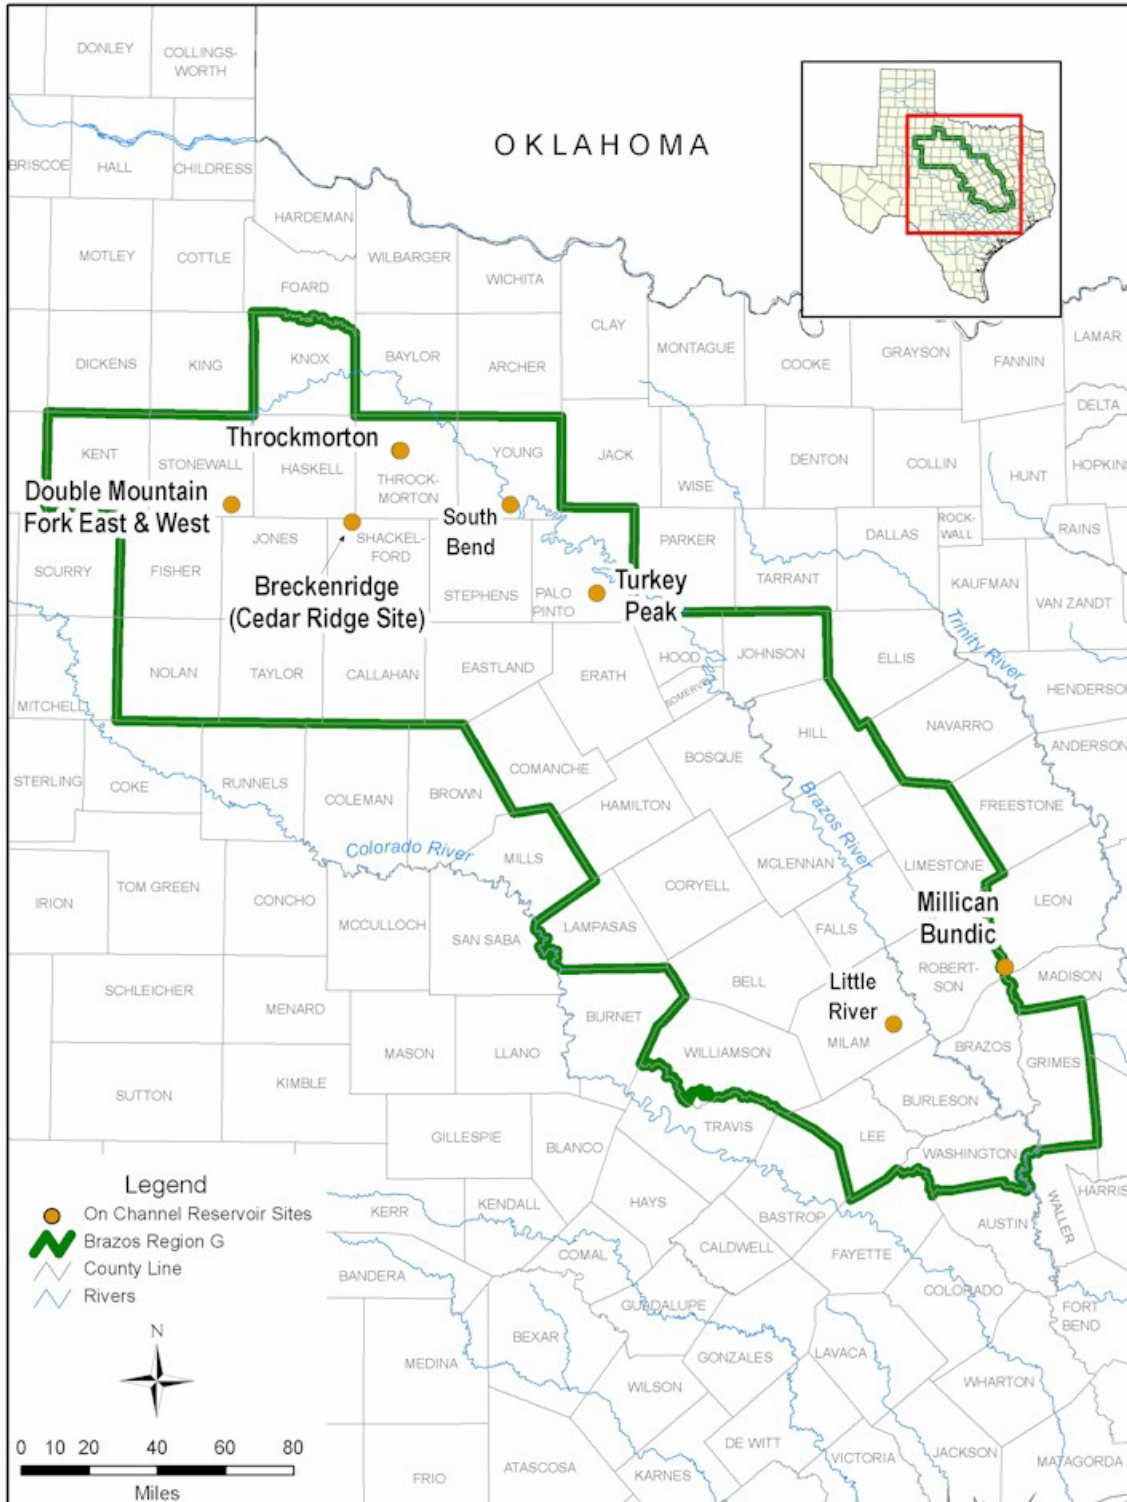 DONLEY
COLLINGS-
WORTH
OKLAHOMA
BRISCOE
HALL
CHILDRESS
HARDEMAN
MOTLEY
COTTLE
WILBARGER
WICHITA
FOARD
CLAY
MONTAGUE
COOKE
GRAYSON
FANNIN
LAMAR
DICKENS
KING
KNOX
BAYLOR
ARCHER
DELTA
KENT
STONEWALL
Throckmorton
HASKELL
THROCK-
MORTON
YOUNG
JACK
WISE
DENTON
COLLIN
HUNT
HOPKINS
Double Mountain
Fork East & West
South
Bend
ROCK-
WALL
RAINS
JONES
SHACKEL-
FORD
PARKER
DALLAS
SCURRY
FISHER
Breckenridge
(Cedar Ridge Site)
STEPHENS
PALO
PINTO
Turkey
Peak
TARRANT
KAUFMAN
VAN ZANDT
Trinity River
NOLAN
TAYLOR
CALLAHAN
EASTLAND
ERATH
HOOD
SOMERVELL
JOHNSON
ELLIS
HENDERSON
MITCHELL
NAVARRO
ANDERSON
STERLING
COKE
RUNNELS
COLEMAN
BROWN
COMANCHE
HAMILTON
BOSQUE
HILL
FREESTONE
Brazos River
Colorado River
MILLS
CORYELL
MCLENNAN
LIMESTONE
LEON
IRION
TOM GREEN
CONCHO
MCCULLOCH
SAN SABA
LAMPASAS
FALLS
Millican
Bundic
ROBERT-
SON
MADISON
SCHLEICHER
MENARD
BELL
Little
River
MILAM
BURNET
MASON
LLANO
WILLIAMSON
BRAZOS
GRIMES
SUTTON
KIMBLE
BURLESON
GILLESPIE
BLANCO
TRAVIS
LEE
WASHINGTON
Legend
On Channel Reservoir Sites
Brazos Region G
County Line
Rivers
N
0 10 20 40 60 80
Miles
KERR
KENDALL
HAYS
BASTROP
AUSTIN
WALLER
HARRIS
BANDERA
COMAL
CALDWELL
FAYETTE
COLORADO
FORT
BEND
GUADALUPE
BEXAR
MEDINA
GONZALES
LAVACA
WILSON
WHARTON
DE WITT
VICTORIA
JACKSON
MATAGORDA
FRIO
ATASCOSA
KARNES